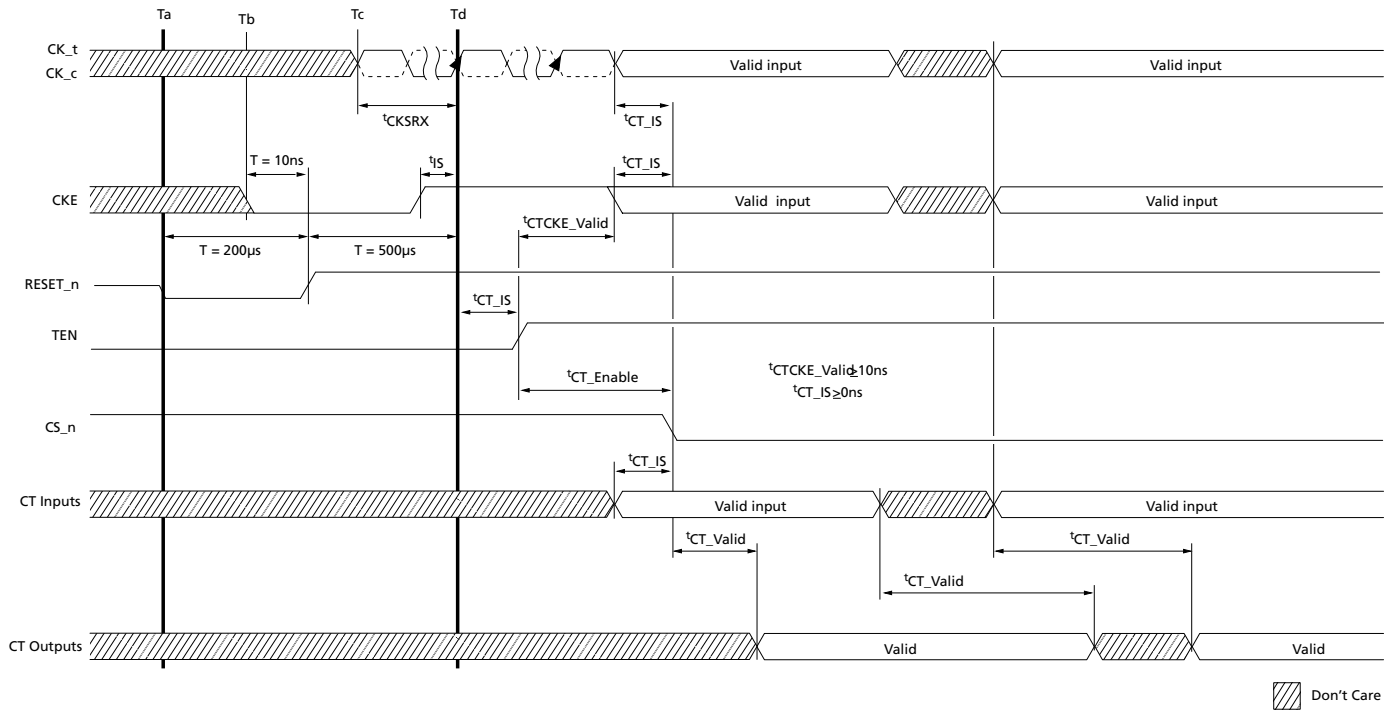 Ta
Tb
Tc
Td
CK_t
CK_c
Valid input
Valid input
tCKSRX
tCT_IS
T = 10ns
tIS
tCT_IS
CKE
Valid input
Valid input
tCTCKE_Valid
T = 200µs
T = 500µs
RESET_n
tCT_IS
TEN
tCT_Enable
tCTCKE_Valid≥10ns
tCT_IS≥0ns
CS_n
tCT_IS
CT Inputs
Valid input
Valid input
tCT_Valid
tCT_Valid
tCT_Valid
CT Outputs
Valid
Valid
Don't Care